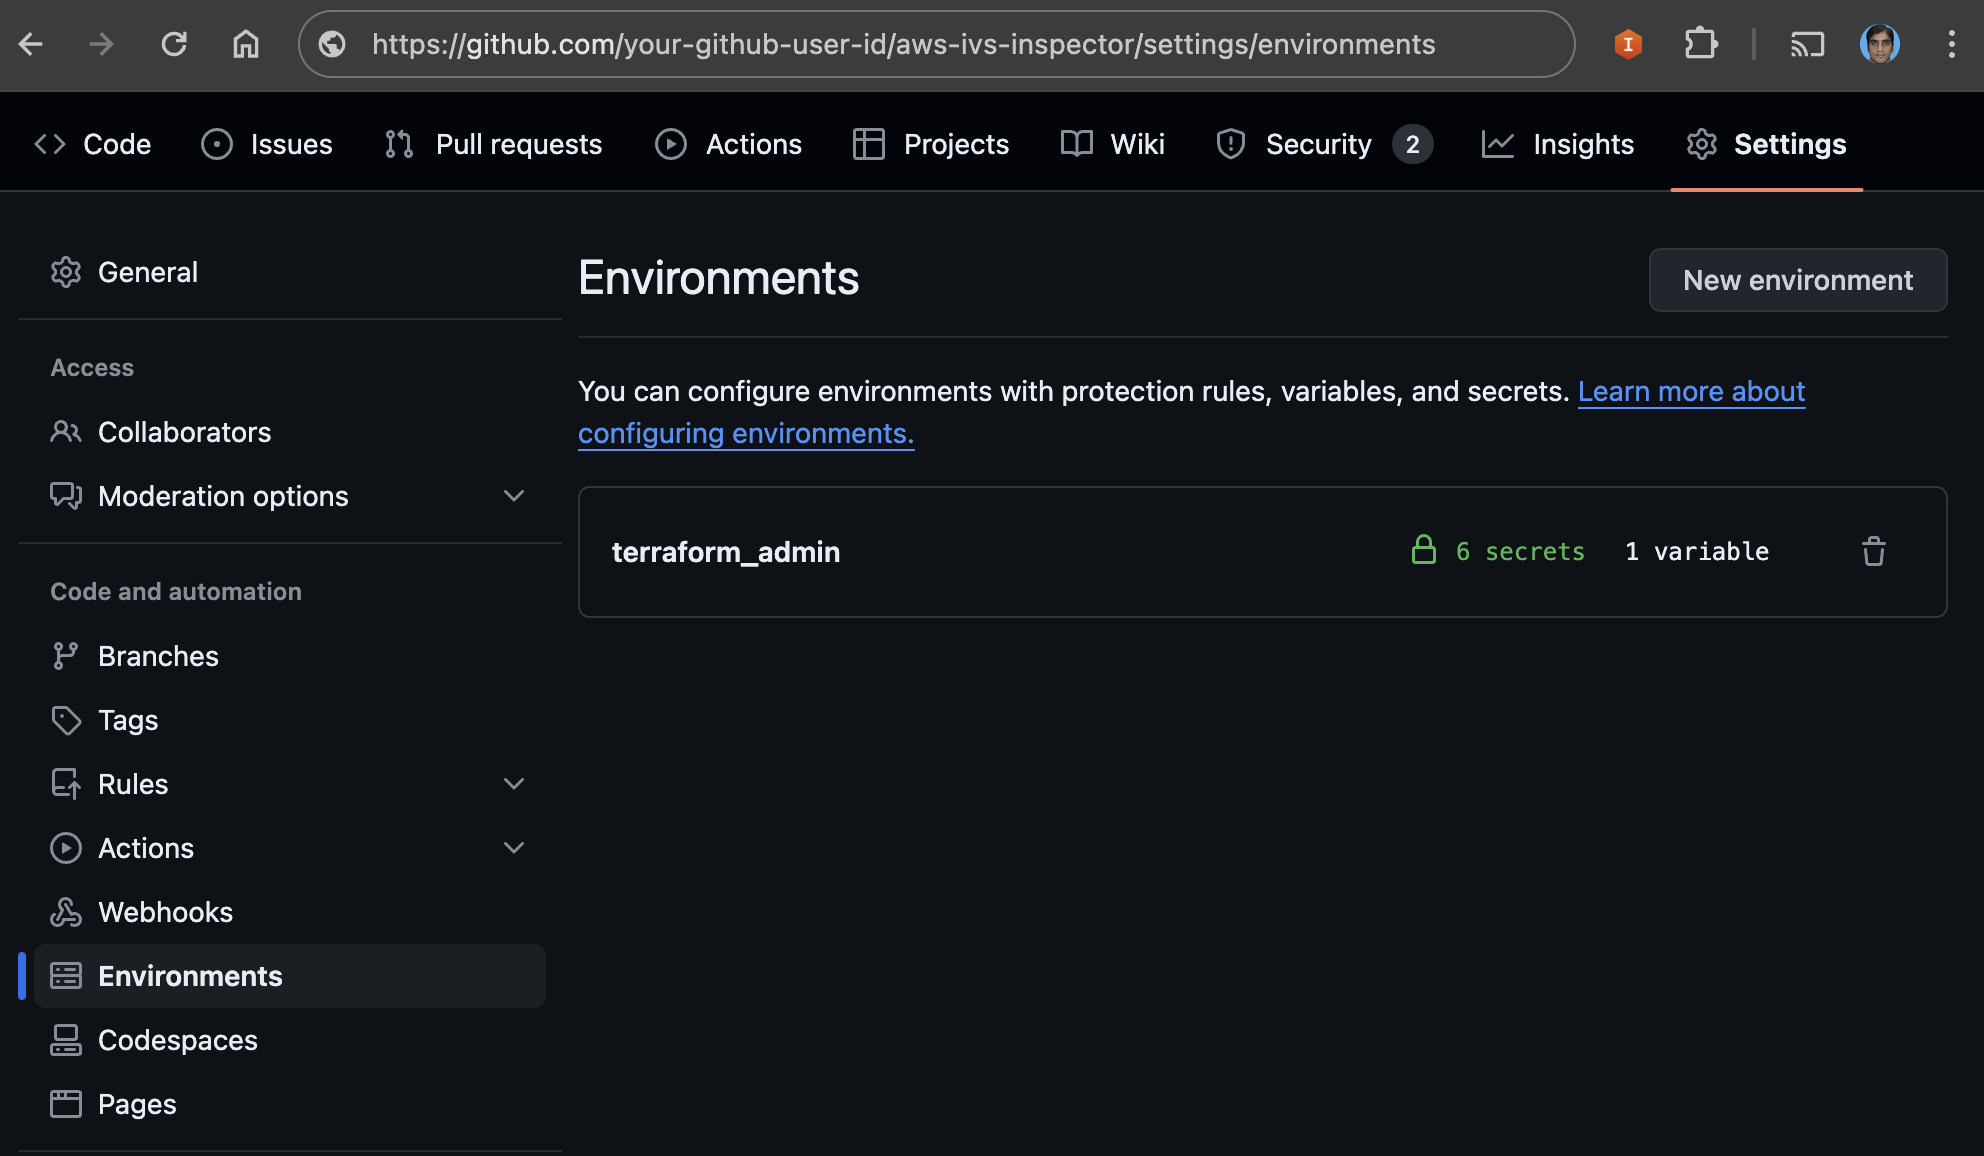 https://github.com/your-github-user-id/aws-ivs-inspector/settings/environments
I
Code Issues Pull requests Actions Projects Wiki Security 2 Insights Settings
General
Access
Collaborators
Moderation options
Code and automation
Branches
Tags
Rules
Actions
Webhooks
Environments
Codespaces
Pages
Environments
New environment
You can configure environments with protection rules, variables, and secrets. Learn more about
configuring environments.
terraform_admin 6 secrets 1 variable